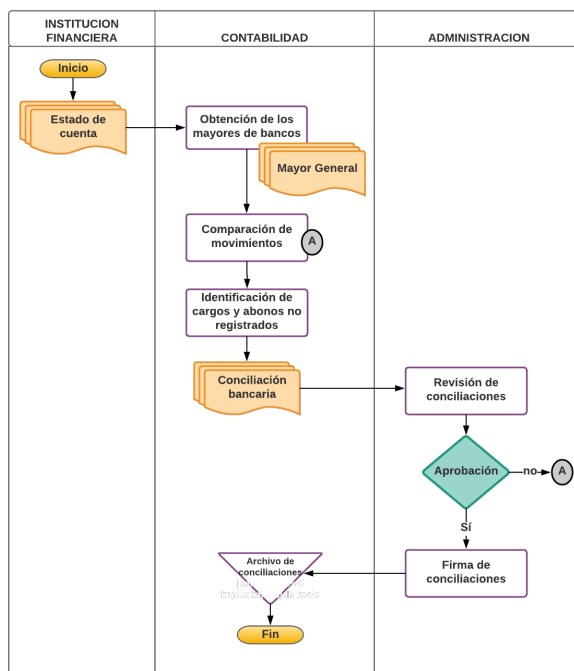 INSTITUCION
FINANCIERA
CONTABILIDAD
ADMINISTRACION
Inicio
Estado de
cuenta
Obtención de los
mayores de bancos
Mayor General
Comparación de
movimientos
A
Identificación de
cargos y abonos no
registrados
Conciliación
bancaria
Revisión de
conciliaciones
Aprobación
no
A
Sí
Firma de
conciliaciones
Archivo de
conciliaciones
Fin